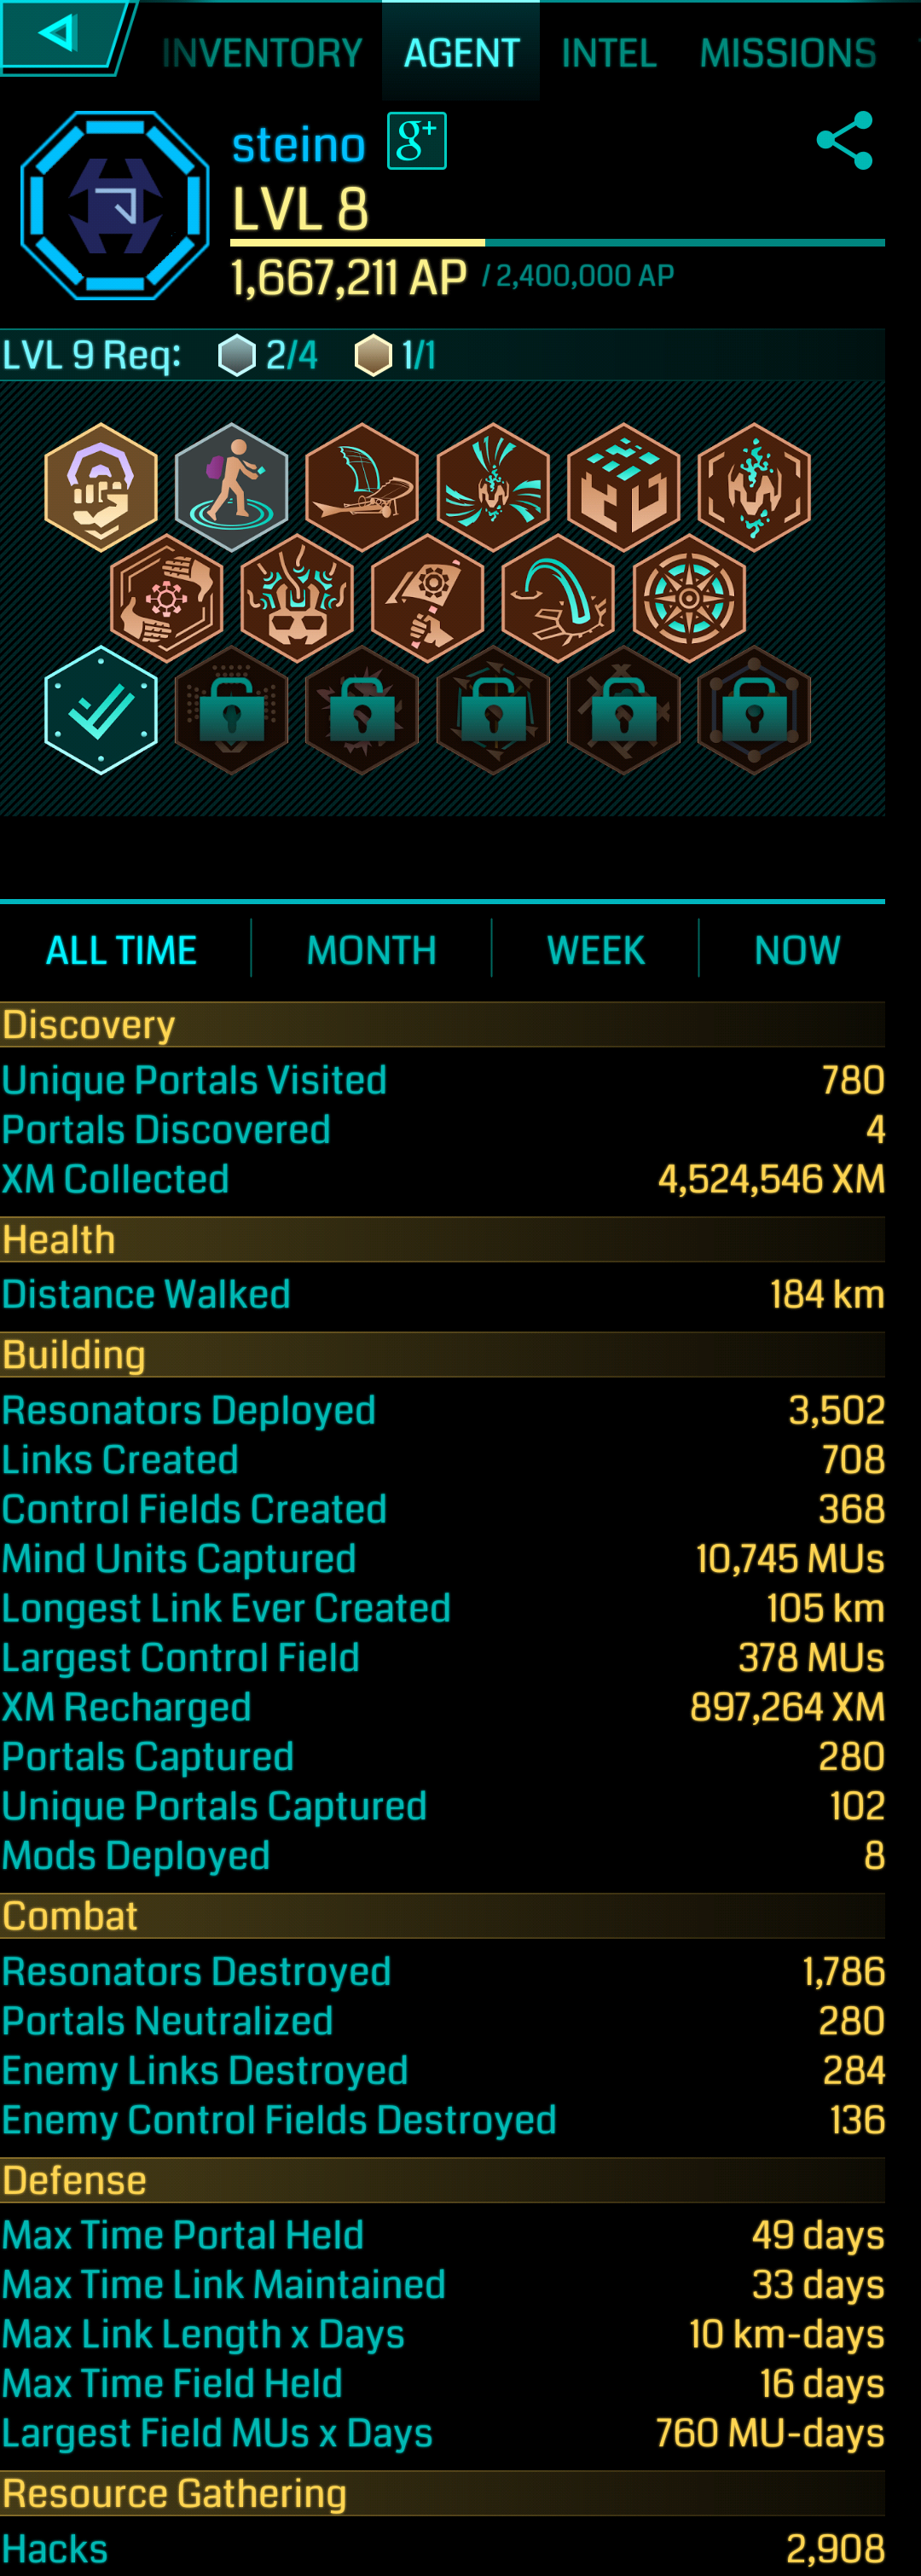 INVENTORY AGENT INTEL MISSIONS
steino g+
LVL 8
1,667,211 AP / 2,400,000 AP
LVL 9 Req: 2/4 1/1
ALL TIME MONTH WEEK NOW
Discovery
Unique Portals Visited 780
Portals Discovered 4
XM Collected 4,524,546 XM
Health
Distance Walked 184 km
Building
Resonators Deployed 3,502
Links Created 708
Control Fields Created 368
Mind Units Captured 10,745 MUs
Longest Link Ever Created 105 km
Largest Control Field 378 MUs
XM Recharged 897,264 XM
Portals Captured 280
Unique Portals Captured 102
Mods Deployed 8
Combat
Resonators Destroyed 1,786
Portals Neutralized 280
Enemy Links Destroyed 284
Enemy Control Fields Destroyed 136
Defense
Max Time Portal Held 49 days
Max Time Link Maintained 33 days
Max Link Length x Days 10 km-days
Max Time Field Held 16 days
Largest Field MUs x Days 760 MU-days
Resource Gathering
Hacks 2,908